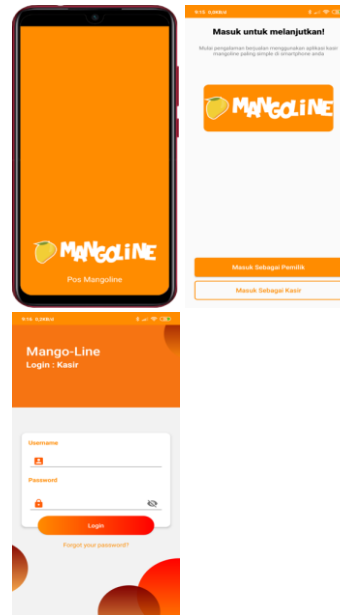 MANGOLINE
Pos Mangoline
Masuk untuk melanjutkan!
Mulai pengalaman berjualan menggunakan aplikasi kasir
mangoline paling simple di smartphone anda
MANGOLINE
Masuk Sebagai Pemilik
Masuk Sebagai Kasir
Mango-Line
Login : Kasir
Username
Password
Login
Forgot your password?